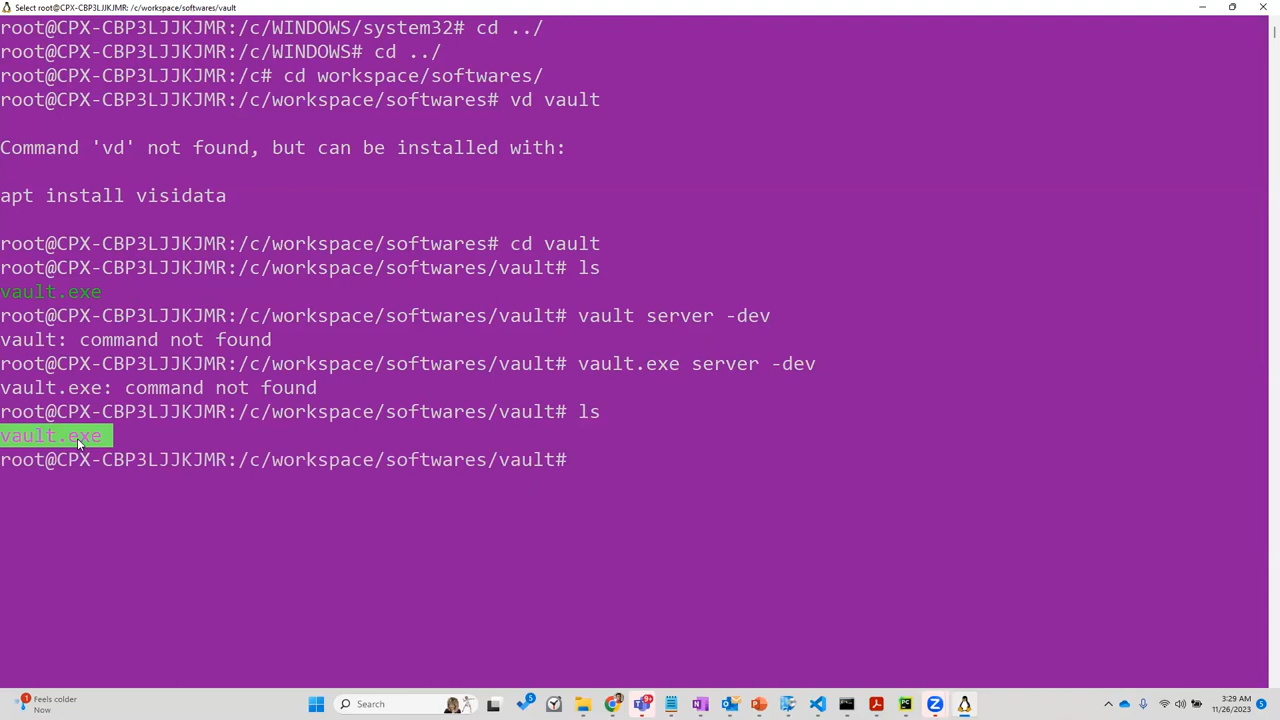 Select root@CPX-CBP3LJJKJMR: /c/workspace/softwares/vault
root@CPX-CBP3LJJKJMR:/c/WINDOWS/system32# cd ../
root@CPX-CBP3LJJKJMR:/c/WINDOWS# cd ../
root@CPX-CBP3LJJKJMR:/c# cd workspace/softwares/
root@CPX-CBP3LJJKJMR:/c/workspace/softwares# vd vault
Command 'vd' not found, but can be installed with:
apt install visidata
root@CPX-CBP3LJJKJMR:/c/workspace/softwares# cd vault
root@CPX-CBP3LJJKJMR:/c/workspace/softwares/vault# ls
vault.exe
root@CPX-CBP3LJJKJMR:/c/workspace/softwares/vault# vault server -dev
vault: command not found
root@CPX-CBP3LJJKJMR:/c/workspace/softwares/vault# vault.exe server -dev
vault.exe: command not found
root@CPX-CBP3LJJKJMR:/c/workspace/softwares/vault# ls
vault.exe
root@CPX-CBP3LJJKJMR:/c/workspace/softwares/vault#
1
Feels colder
Now
Search
5
9+
3:29 AM
11/26/2023
5